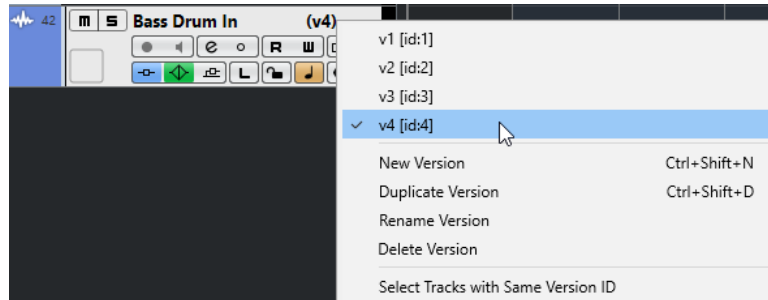 42 m S Bass Drum In (v4)
e R W
L
v1 [id:1]
v2 [id:2]
v3 [id:3]
v4 [id:4]
New Version Ctrl+Shift+N
Duplicate Version Ctrl+Shift+D
Rename Version
Delete Version
Select Tracks with Same Version ID